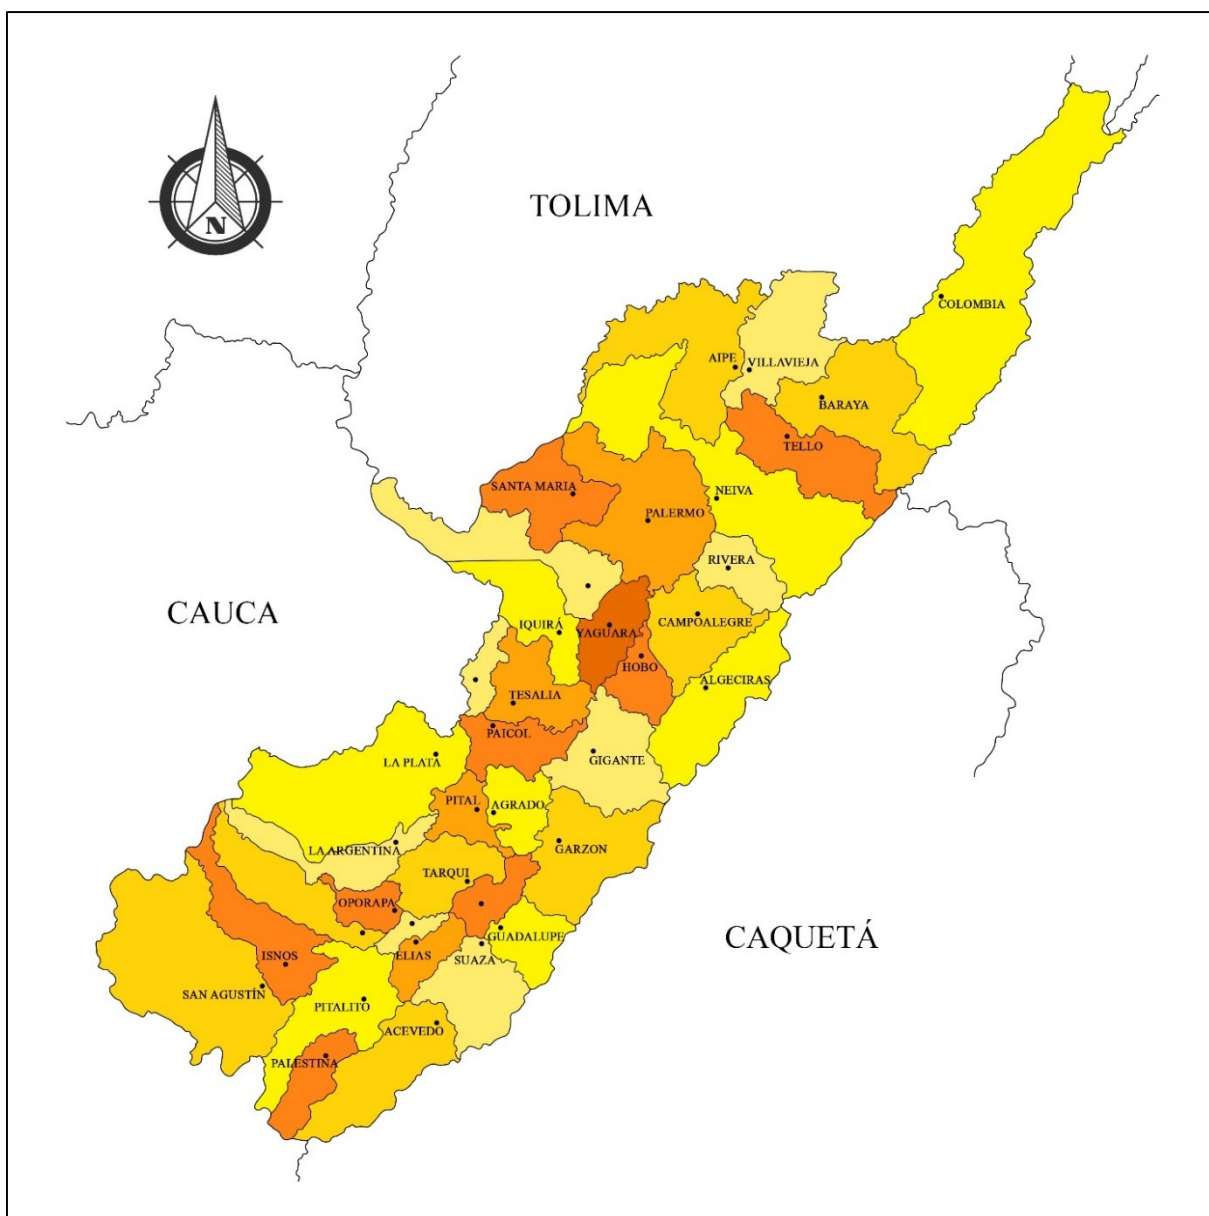 TOLIMA
N
COLOMBIA
AIPE
VILLAVIEJA
BARAYA
TELLO
SANTA MARIA
NEIVA
PALERMO
RIVERA
CAUCA
IQUIRÁ
YAGUARA
CAMPOALEGRE
HOBO
ALGECIRAS
TESALIA
PAICOL
LA PLATA
GIGANTE
PITAL
AGRADO
LA ARGENTINA
GARZON
TARQUI
OPORAPA
GUADALUPE
CAQUETÁ
ISNOS
ELIAS
SUAZA
SAN AGUSTÍN
PITALITO
ACEVEDO
PALESTINA